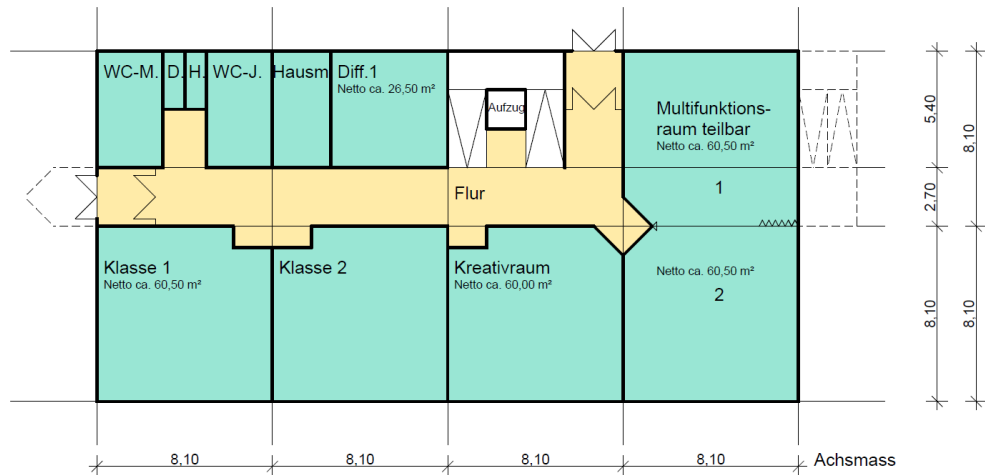 WC-M.
D.
H.
WC-J.
Hausm
Diff.1
Netto ca. 26,50 m²
Aufzug
Multifunktions-
raum teilbar
Netto ca. 60,50 m²
1
Flur
Klasse 1
Netto ca. 60,50 m²
Klasse 2
Kreativraum
Netto ca. 60,00 m²
Netto ca. 60,50 m²
2
5,40
8,10
2,70
8,10
8,10
8,10
8,10
8,10
8,10
Achsmass